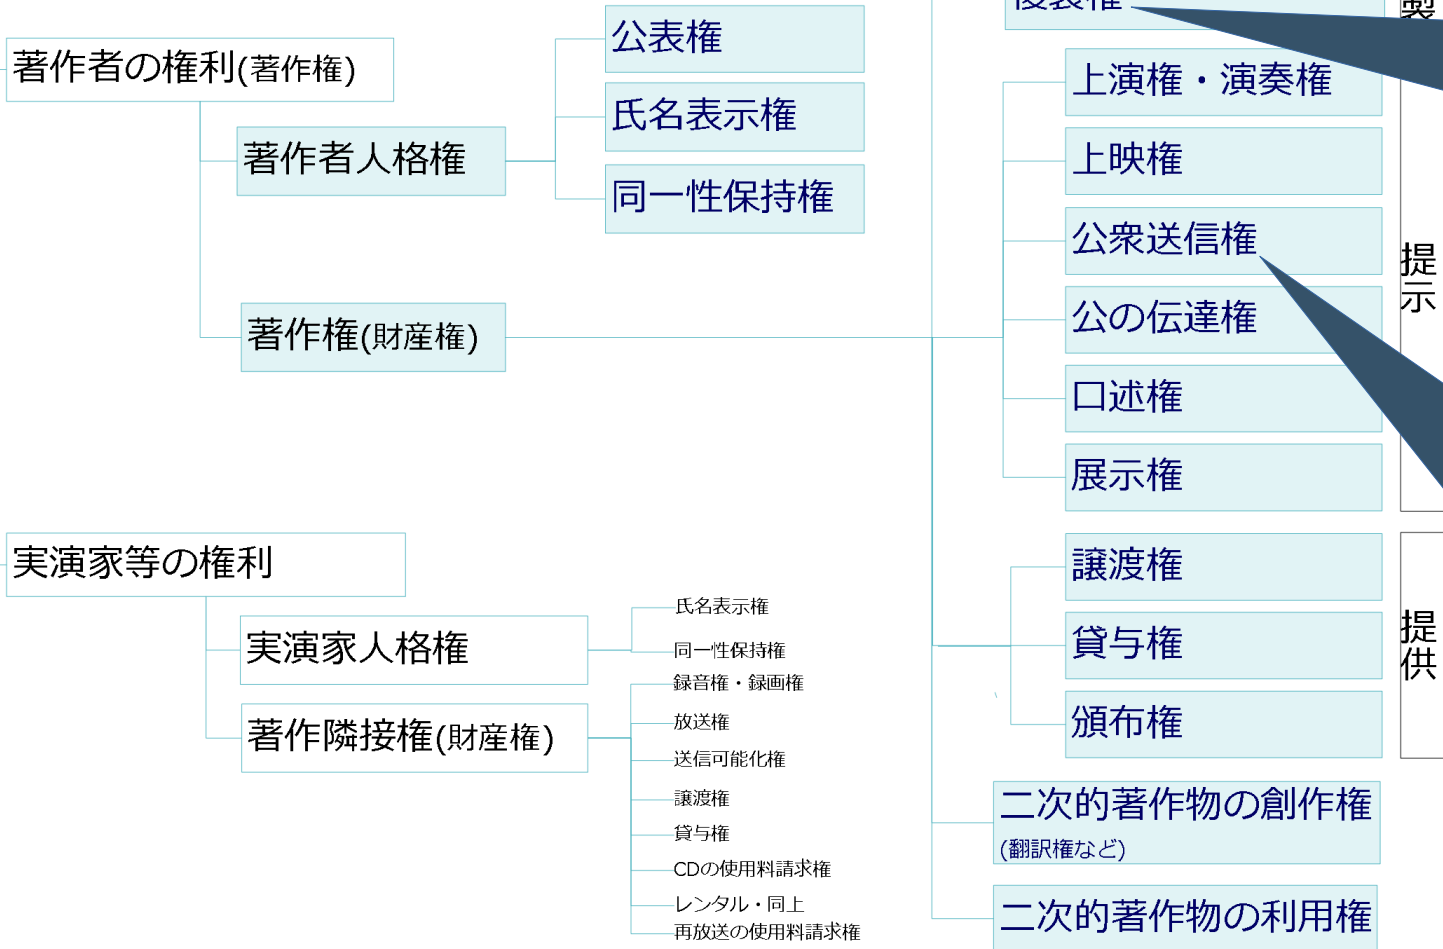 著作者の権利(著作権)
著作者人格権
公表権
氏名表示権
同一性保持権
著作権(財産権)
複製権
上演権・演奏権
上映権
公衆送信権
公の伝達権
口述権
展示権
提示
譲渡権
貸与権
頒布権
提供
二次的著作物の創作権
(翻訳権など)
二次的著作物の利用権
実演家等の権利
実演家人格権
氏名表示権
同一性保持権
著作隣接権(財産権)
録音権・録画権
放送権
送信可能化権
譲渡権
貸与権
CDの使用料請求権
レンタル・同上
再放送の使用料請求権